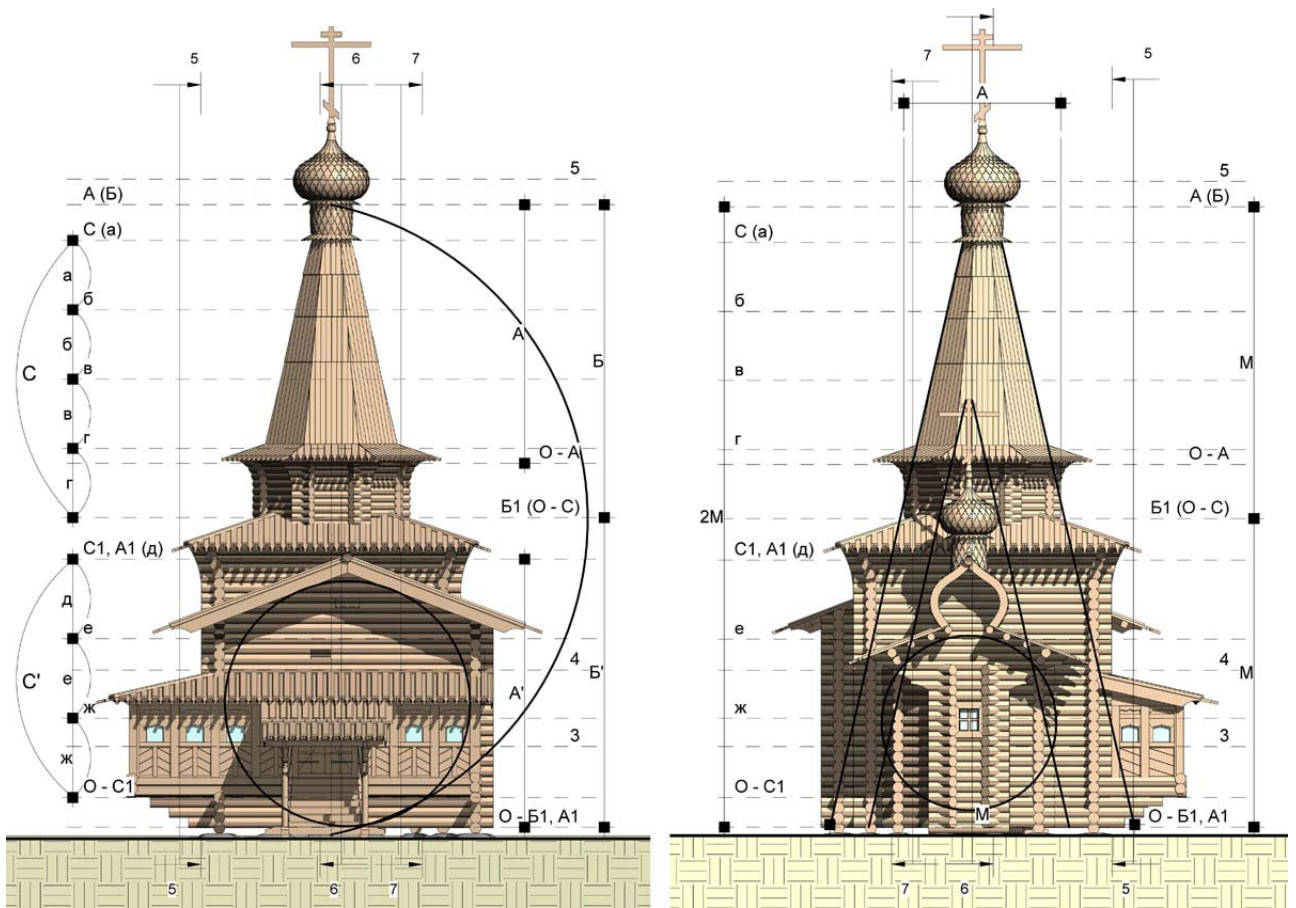 5 6 7
5
А (Б)
С (а)
а
б
б
А
в
Б
С
в
г
О - А
г
Б1 (О - С)
С1, А1 (д)
д
е
4
С'
е
А'
Б'
ж
3
ж
О - С1
О - Б1, А1
5 6 7
7 5
А
5
А (Б)
С (а)
б
М
в
г
О - А
2М
Б1 (О - С)
С1, А1 (д)
е
4
М
ж
3
О - С1
М
О - Б1, А1
7 6 5